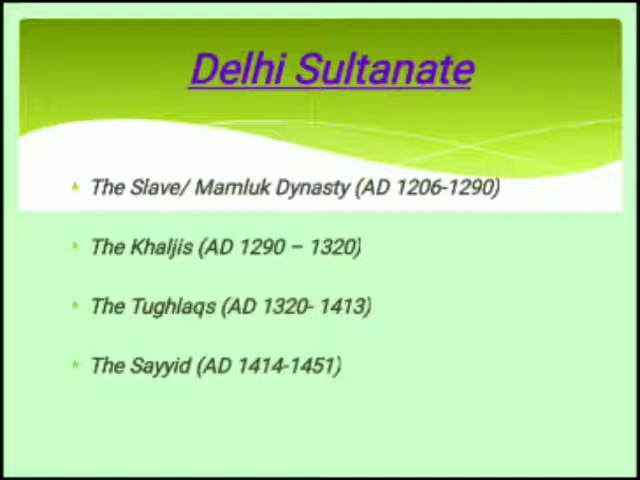 Delhi Sultanate
* The Slave/ Mamluk Dynasty (AD 1206-1290)
* The Khaljis (AD 1290 – 1320)
* The Tughlaqs (AD 1320- 1413)
* The Sayyid (AD 1414-1451)